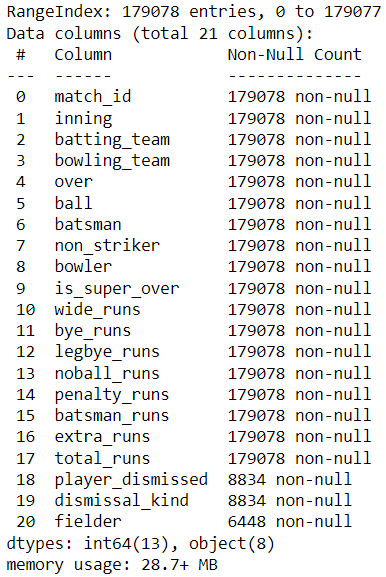 RangeIndex: 179078 entries, 0 to 179077
Data columns (total 21 columns):
 #   Column            Non-Null Count
---  ------            --------------
 0   match_id          179078 non-null
 1   inning            179078 non-null
 2   batting_team      179078 non-null
 3   bowling_team      179078 non-null
 4   over              179078 non-null
 5   ball              179078 non-null
 6   batsman           179078 non-null
 7   non_striker       179078 non-null
 8   bowler            179078 non-null
 9   is_super_over     179078 non-null
 10  wide_runs         179078 non-null
 11  bye_runs          179078 non-null
 12  legbye_runs       179078 non-null
 13  noball_runs       179078 non-null
 14  penalty_runs      179078 non-null
 15  batsman_runs      179078 non-null
 16  extra_runs        179078 non-null
 17  total_runs        179078 non-null
 18  player_dismissed  8834 non-null
 19  dismissal_kind    8834 non-null
 20  fielder           6448 non-null
dtypes: int64(13), object(8)
memory usage: 28.7+ MB